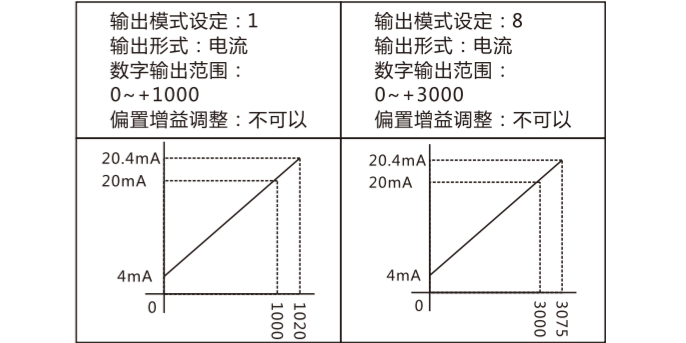 输出模式设定：1
输出形式：电流
数字输出范围：
0~+1000
偏置增益调整：不可以
输出模式设定：8
输出形式：电流
数字输出范围：
0~+3000
偏置增益调整：不可以
20.4mA
20mA
4mA
0
1000
1020
20.4mA
20mA
4mA
0
3000
3075